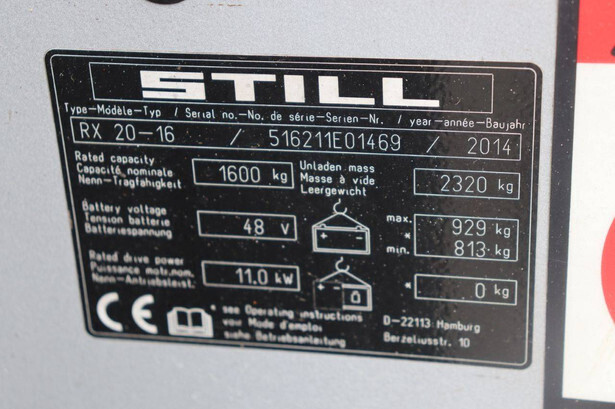 STILL
Type-Modèle-Typ / Serial no.-No. de série-Serien-Nr. / year-année-Baujahr
RX 20-16 / 516211E01469 / 2014
Rated capacity
Capacité nominale
Nenn-Tragfähigkeit
1600 kg
Unladen mass
Masse à vide
Leergewicht
2320 kg
Battery voltage
Tension batterie
Batteriespannung
48 V
max. 929 kg
*
min. 813 kg
Rated drive power
Puissance motr.nom.
Nenn-Antriebsleist.
11.0 kW
* 0 kg
CE
* see Operating instructions
voir Mode d'emploi
siehe Betriebsanleitung
D-22113 Hamburg
Berzeliusstr. 10